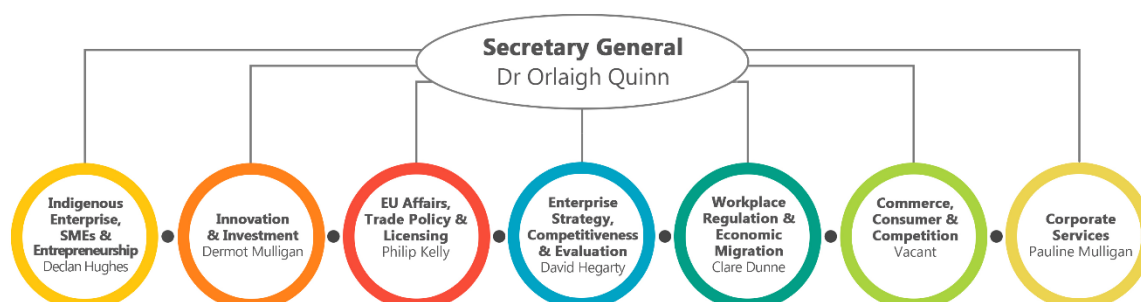 Secretary General
Dr Orlaigh Quinn
Indigenous
Enterprise,
SMEs &
Entrepreneurship
Declan Hughes
Innovation
& Investment
Dermot Mulligan
EU Affairs,
Trade Policy &
Licensing
Philip Kelly
Enterprise
Strategy,
Competitiveness
& Evaluation
David Hegarty
Workplace
Regulation &
Economic
Migration
Clare Dunne
Commerce,
Consumer &
Competition
Vacant
Corporate
Services
Pauline Mulligan